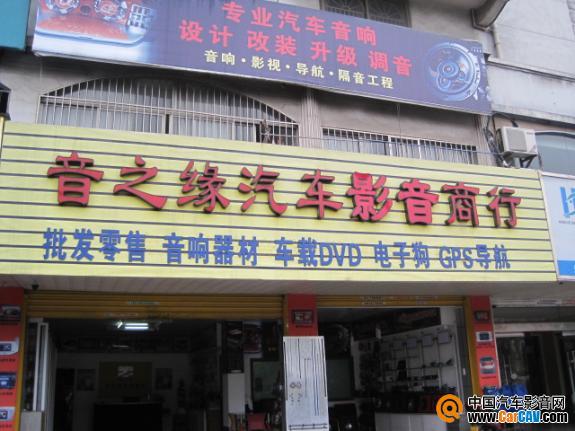 专业汽车音响
设计 改装 升级 调音
音响·影视·导航·隔音工程
音之缘汽车影音商行
批发零售 音响器材 车载DVD 电子狗 GPS导航
中国汽车影音网
www.CarCAV.com